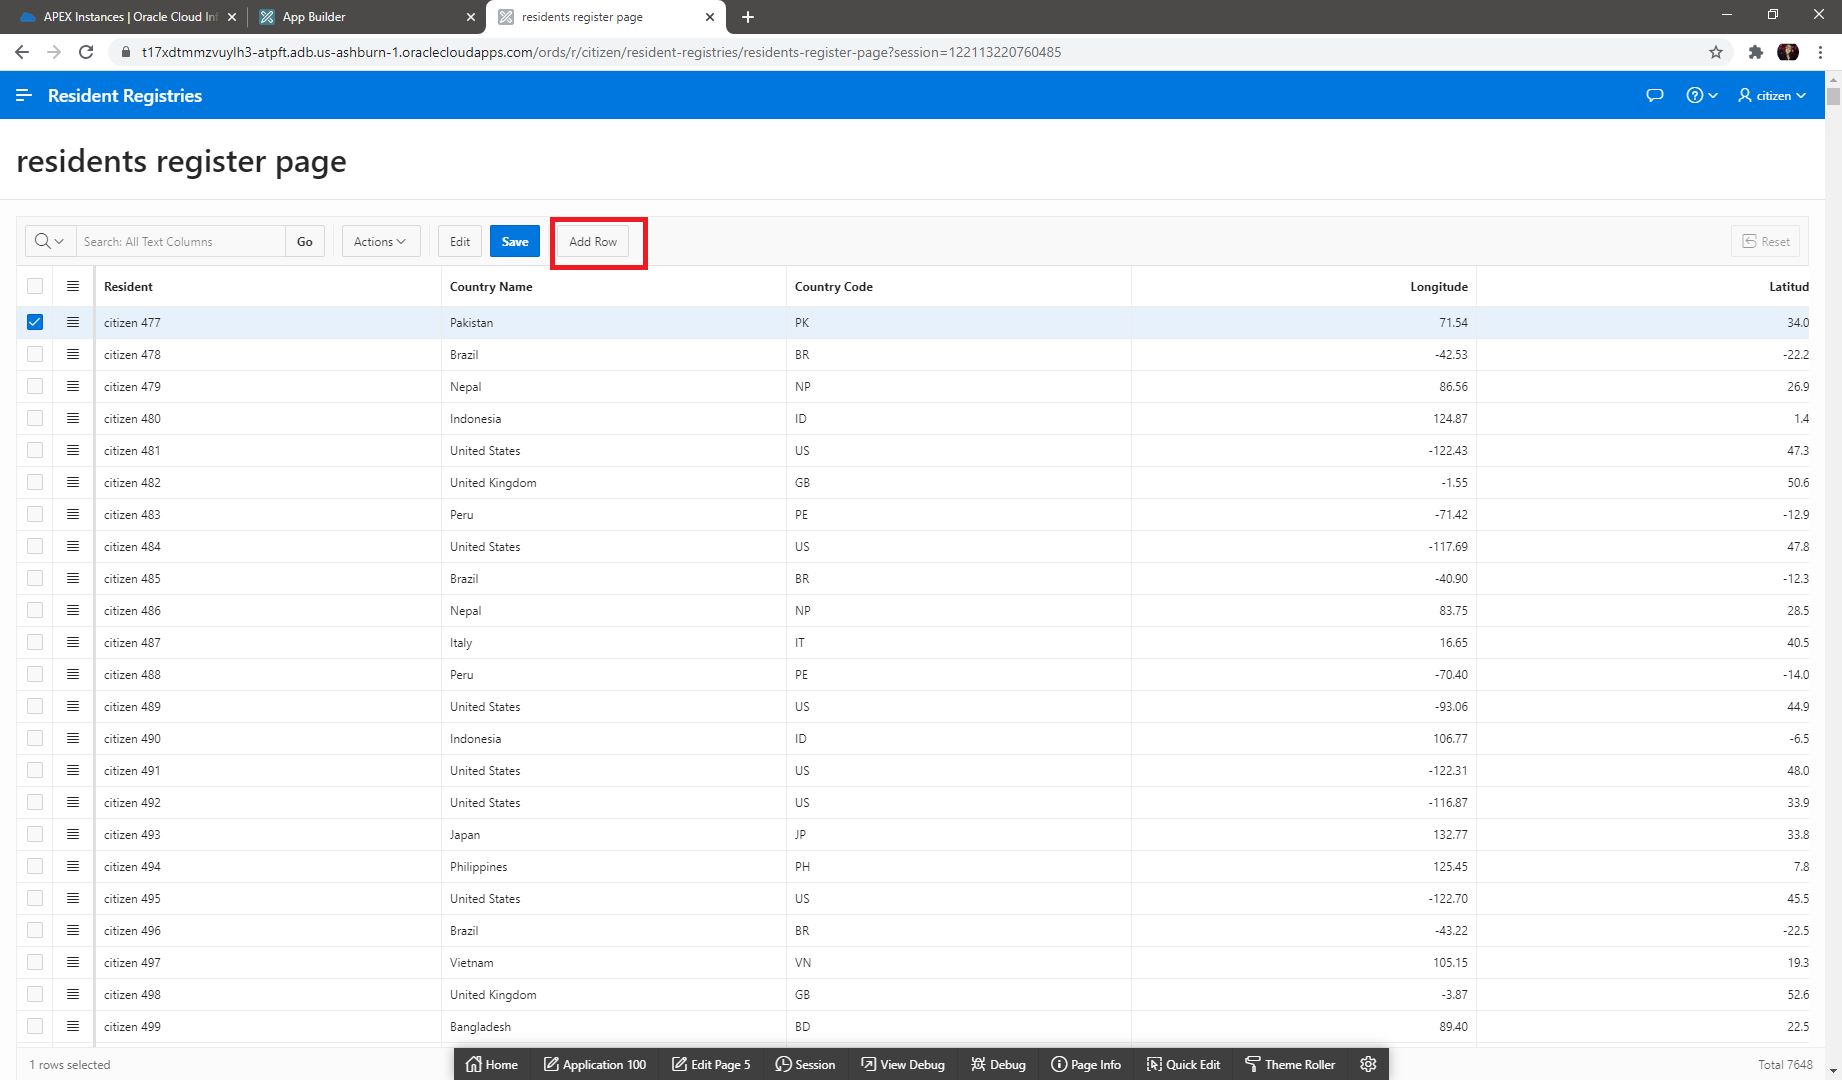 APEX Instances | Oracle Cloud Inf
App Builder
residents register page
t17xdtmmzvuylh3-atpft.adb.us-ashburn-1.oraclecloudapps.com/ords/r/citizen/resident-registries/residents-register-page?session=122113220760485
Resident Registries
citizen
residents register page
Search: All Text Columns Go Actions Edit Save Add Row Reset
Resident Country Name Country Code Longitude Latitud
citizen 477 Pakistan PK 71.54 34.0
citizen 478 Brazil BR -42.53 -22.2
citizen 479 Nepal NP 86.56 26.9
citizen 480 Indonesia ID 124.87 1.4
citizen 481 United States US -122.43 47.3
citizen 482 United Kingdom GB -1.55 50.6
citizen 483 Peru PE -71.42 -12.9
citizen 484 United States US -117.69 47.8
citizen 485 Brazil BR -40.90 -12.3
citizen 486 Nepal NP 83.75 28.5
citizen 487 Italy IT 16.65 40.5
citizen 488 Peru PE -70.40 -14.0
citizen 489 United States US -93.06 44.9
citizen 490 Indonesia ID 106.77 -6.5
citizen 491 United States US -122.31 48.0
citizen 492 United States US -116.87 33.9
citizen 493 Japan JP 132.77 33.8
citizen 494 Philippines PH 125.45 7.8
citizen 495 United States US -122.70 45.5
citizen 496 Brazil BR -43.22 -22.5
citizen 497 Vietnam VN 105.15 19.3
citizen 498 United Kingdom GB -3.87 52.6
citizen 499 Bangladesh BD 89.40 22.5
1 rows selected Home Application 100 Edit Page 5 Session View Debug Debug Page Info Quick Edit Theme Roller Total 7648